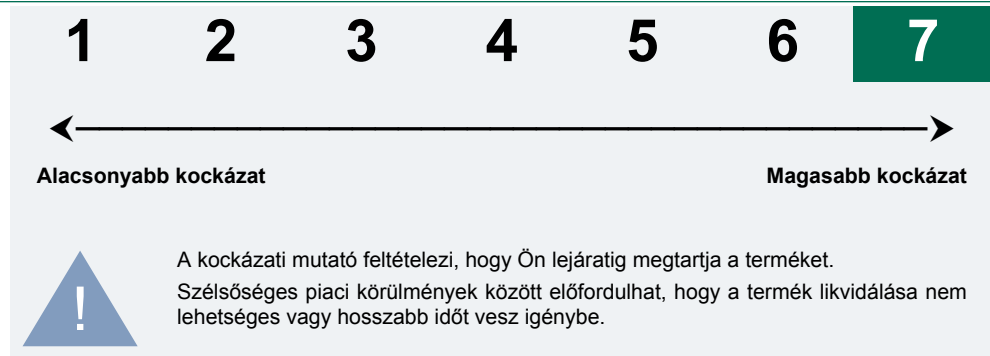 1 2 3 4 5 6 7
Alacsonyabb kockázat Magasabb kockázat
A kockázati mutató feltételezi, hogy Ön lejáratig megtartja a terméket.
Szélsőséges piaci körülmények között előfordulhat, hogy a termék likvidálása nem
lehetséges vagy hosszabb időt vesz igénybe.
!